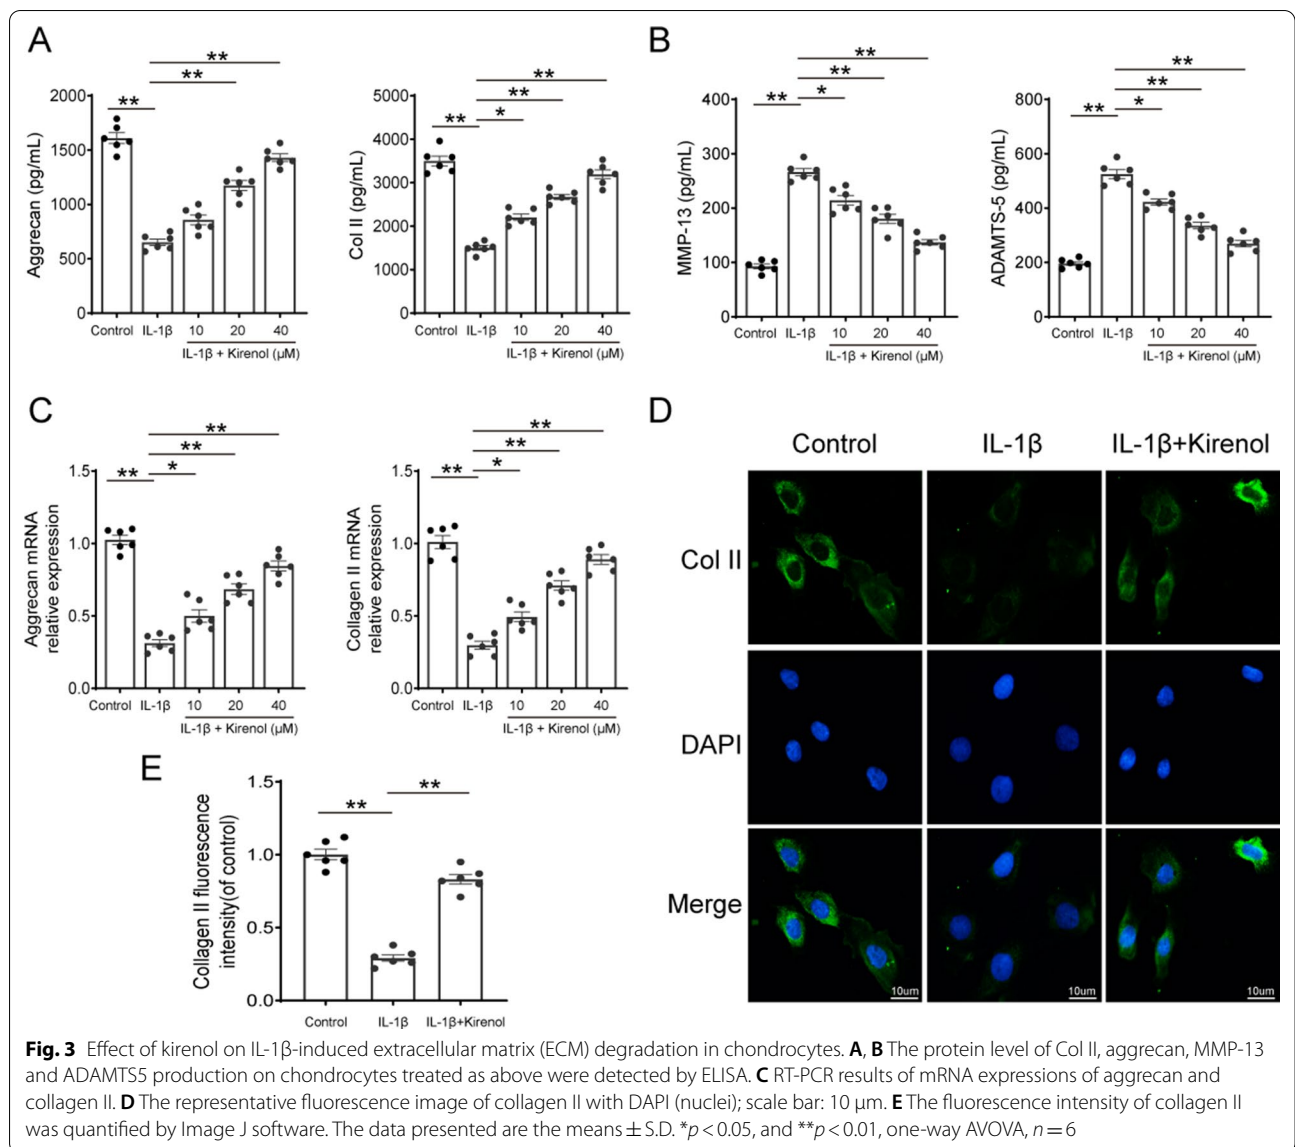 A
**
**
**
2000
1500
1000
500
0
Aggrecan (pg/mL)
Control IL-1β 10 20 40
IL-1β + Kirenol (μM)
**
**
*
**
5000
4000
3000
2000
1000
0
Col II (pg/mL)
Control IL-1β 10 20 40
IL-1β + Kirenol (μM)
B
**
**
*
**
400
300
200
100
0
MMP-13 (pg/mL)
Control IL-1β 10 20 40
IL-1β + Kirenol (μM)
**
**
*
**
800
600
400
200
0
ADAMTS-5 (pg/mL)
Control IL-1β 10 20 40
IL-1β + Kirenol (μM)
C
**
**
*
**
1.5
1.0
0.5
0.0
Aggrecan mRNA
relative expression
Control IL-1β 10 20 40
IL-1β + Kirenol (μM)
**
**
*
**
1.5
1.0
0.5
0.0
Collagen II mRNA
relative expression
Control IL-1β 10 20 40
IL-1β + Kirenol (μM)
D
Control IL-1β IL-1β+Kirenol
Col II
DAPI
Merge
10um 10um 10um
E
**
**
1.5
1.0
0.5
0.0
Collagen II fluorescence
intensity(of control)
Control IL-1β IL-1β+Kirenol
Fig. 3 Effect of kirenol on IL-1β-induced extracellular matrix (ECM) degradation in chondrocytes. A, B The protein level of Col II, aggrecan, MMP-13
and ADAMTS5 production on chondrocytes treated as above were detected by ELISA. C RT-PCR results of mRNA expressions of aggrecan and
collagen II. D The representative fluorescence image of collagen II with DAPI (nuclei); scale bar: 10 μm. E The fluorescence intensity of collagen II
was quantified by Image J software. The data presented are the means ± S.D. *p < 0.05, and **p < 0.01, one-way AVOVA, n = 6